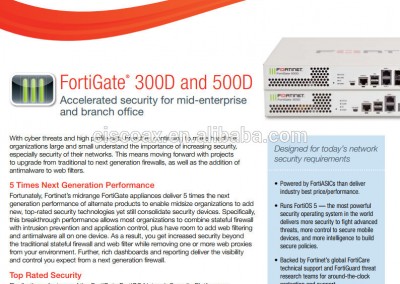 FORTINET
FORTINET
FortiGate® 300D and 500D
Accelerated security for mid-enterprise
and branch office
With cyber threats and high
organizations large and small understand the importance of increasing security,
especially security of their networks. This means moving forward with projects
to upgrade from traditional to next generation firewalls, as well as the addition of
antimalware to web filters.
5 Times Next Generation Performance
Fortunately, Fortinet's midrange FortiGate appliances deliver 5 times the next
generation performance of alternate products to enable midsize organizations to add
new, top-rated security technologies yet still consolidate security devices. Specifically,
this breakthrough performance allows most organizations to combine stateful firewall
with intrusion prevention and application control, plus have room to add web filtering
and antimalware all on one device. As a result, you get increased security beyond
the traditional stateful firewall and web filter while removing one or more web proxies
from your environment. Further, rich dashboards and reporting deliver the visibility
and control you expect from a next generation firewall.
Top Rated Security
Designed for today's network
security requirements
• Powered by FortiASICs than deliver
industry best price/performance.
• Runs FortiOS 5 — the most powerful
security operating system in the world
delivers more security to fight advanced
threats, more control to secure mobile
devices, and more intelligence to build
secure policies.
• Backed by Fortinet's global FortiCare
technical support and FortiGuard threat
research teams for around-the-clock